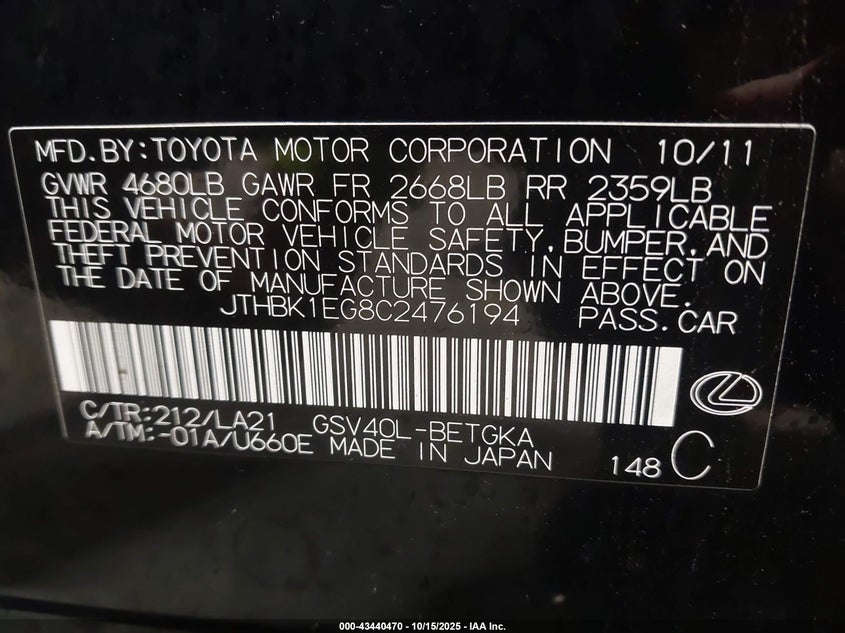 MFD.BY:TOYOTA MOTOR CORPORATION 10/11
GVWR 4680LB GAWR FR 2668LB RR 2359LB
THIS VEHICLE CONFORMS TO ALL APPLICABLE
FEDERAL MOTOR VEHICLE SAFETY,BUMPER,AND
THEFT PREVENTION STANDARDS IN EFFECT ON
THE DATE OF MANUFACTURE SHOWN ABOVE.
JTHBK1EG8C2476194 PASS.CAR
C/TR:212/LA21 GSV40L-BETGKA
A/TM:-01A/U660E MADE IN JAPAN 148 C
000-43440470 - 10/15/2025 - IAA Inc.